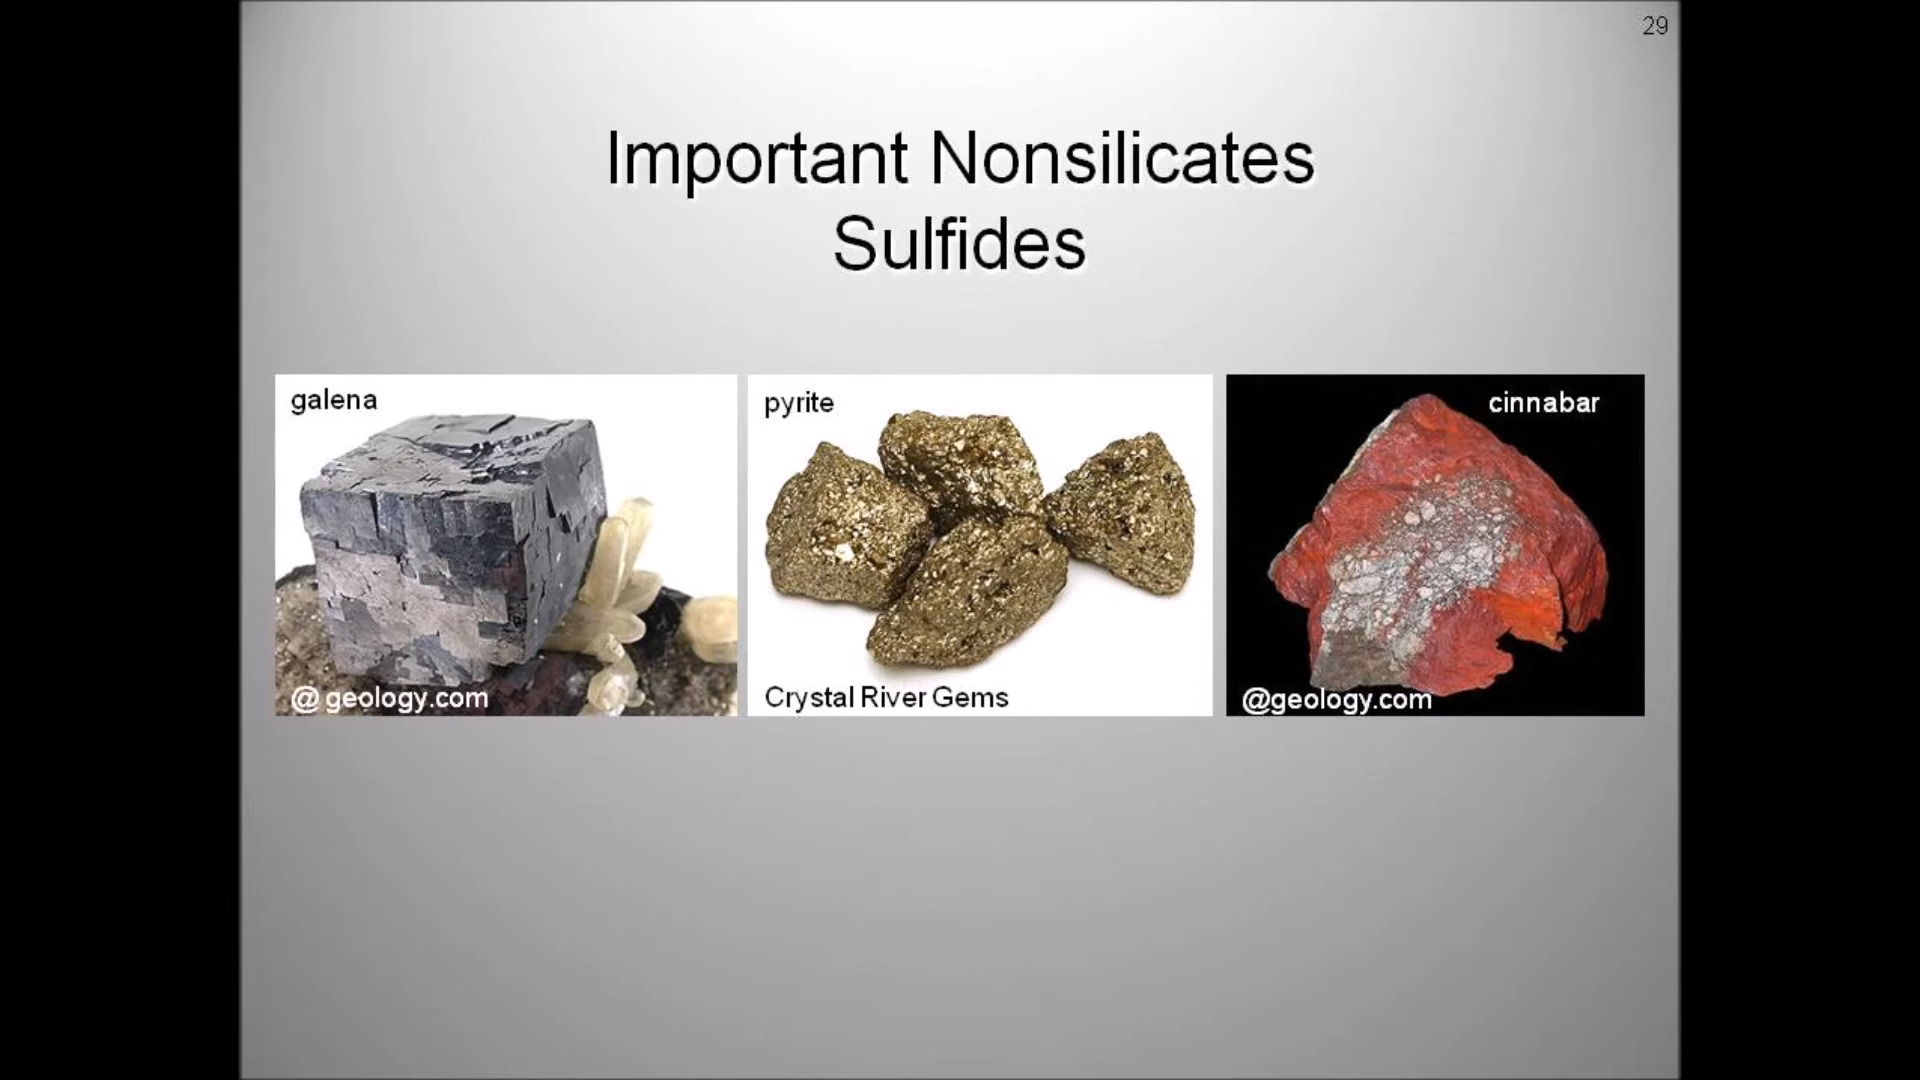 29
Important Nonsilicates
Sulfides
galena
@ geology.com
pyrite
Crystal River Gems
cinnabar
@geology.com